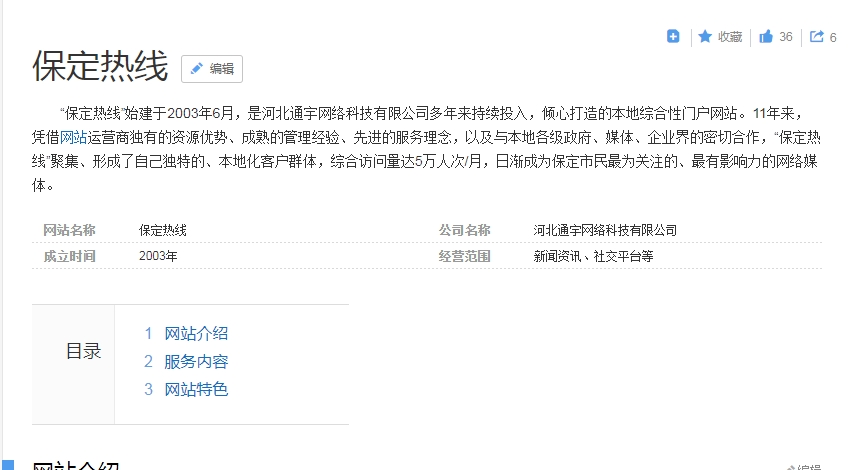 收藏 36 6
保定热线 编辑
“保定热线”始建于2003年6月，是河北通宇网络科技有限公司多年来持续投入，倾心打造的本地综合性门户网站。11年来，
凭借网站运营商独有的资源优势、成熟的管理经验、先进的服务理念，以及与本地各级政府、媒体、企业界的密切合作，“保定热
线”聚集、形成了自己独特的、本地化客户群体，综合访问量达5万人次/月，日渐成为保定市民最为关注的、最有影响力的网络媒
体。
网站名称 保定热线 公司名称 河北通宇网络科技有限公司
成立时间 2003年 经营范围 新闻资讯、社交平台等
目录
1 网站介绍
2 服务内容
3 网站特色
网站介绍 编辑